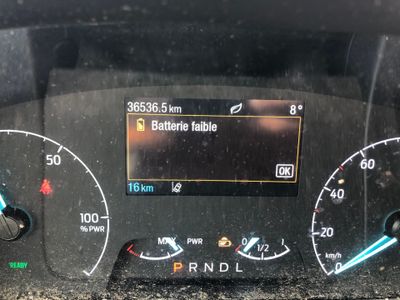 36536.5 km 8°
Batterie faible
OK
16 km
50
100
% PWR
READY
MAX PWR
0 1/2 1
P R N D L
60
40
20
0
km/h